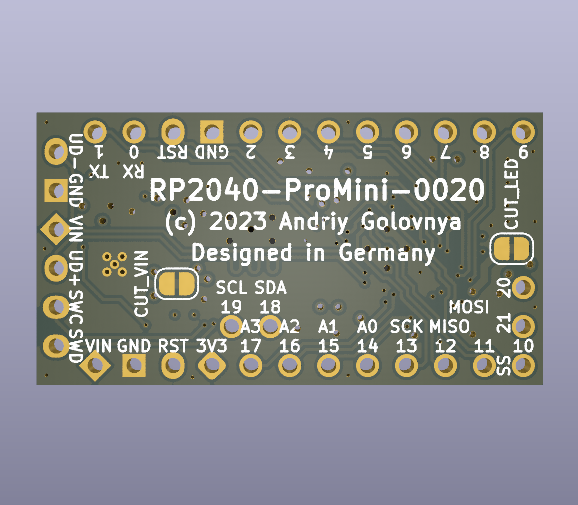 1 0 RST GND 2 3 4 5 6 7 8 9
TX RX
UD- GND VIN UD+ SWC SWD
RP2040-ProMini-0020
(c) 2023 Andriy Golovnya
Designed in Germany
CUT_LED
CUT_VIN
SCL SDA
19 18
20
MOSI
21
A3 A2 A1 A0 SCK MISO
VIN GND RST 3V3 17 16 15 14 13 12 11 10
SS